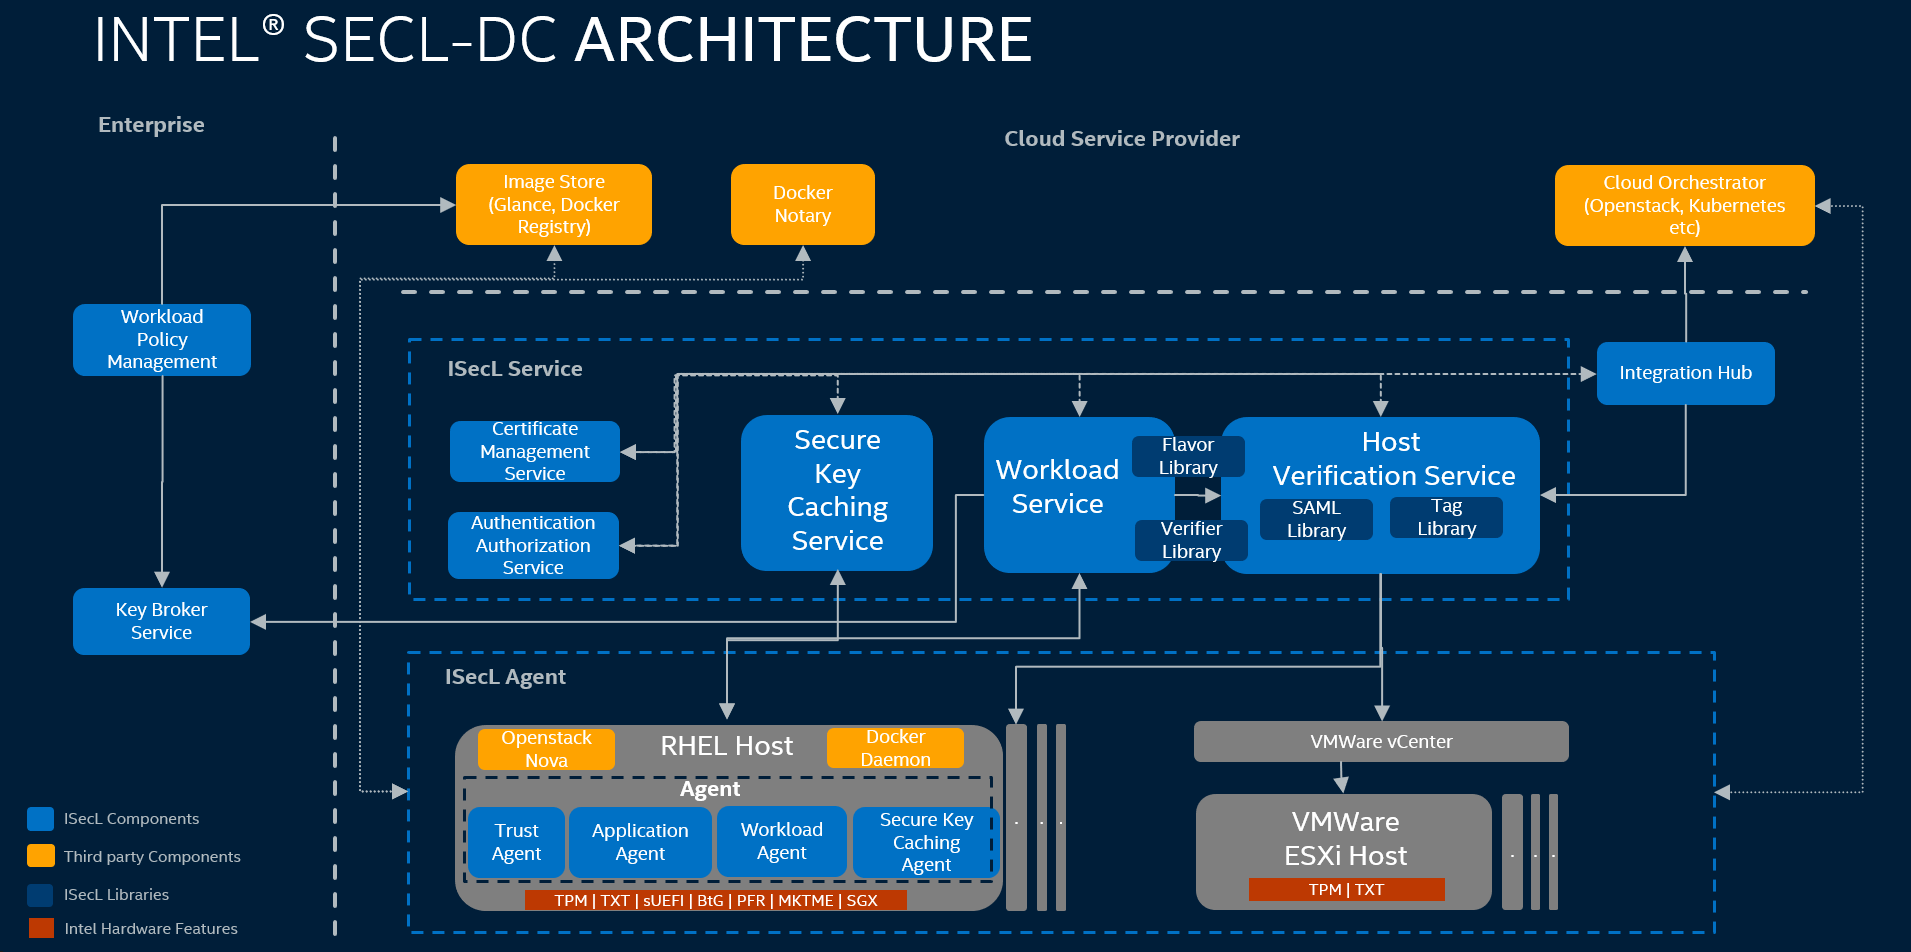 INTEL® SECL-DC ARCHITECTURE
Enterprise
Cloud Service Provider
Image Store
(Glance, Docker
Registry)
Docker
Notary
Cloud Orchestrator
(Openstack, Kubernetes
etc)
Workload
Policy
Management
ISecL Service
Integration Hub
Certificate
Management
Service
Authentication
Authorization
Service
Secure
Key
Caching
Service
Workload
Service
Flavor
Library
Verifier
Library
Host
Verification Service
SAML
Library
Tag
Library
Key Broker
Service
ISecL Agent
Openstack
Nova
RHEL Host
Docker
Daemon
Agent
Trust
Agent
Application
Agent
Workload
Agent
Secure Key
Caching
Agent
TPM | TXT | sUEFI | BtG | PFR | MKTME | SGX
VMWare vCenter
VMWare
ESXi Host
TPM | TXT
ISecL Components
Third party Components
ISecL Libraries
Intel Hardware Features